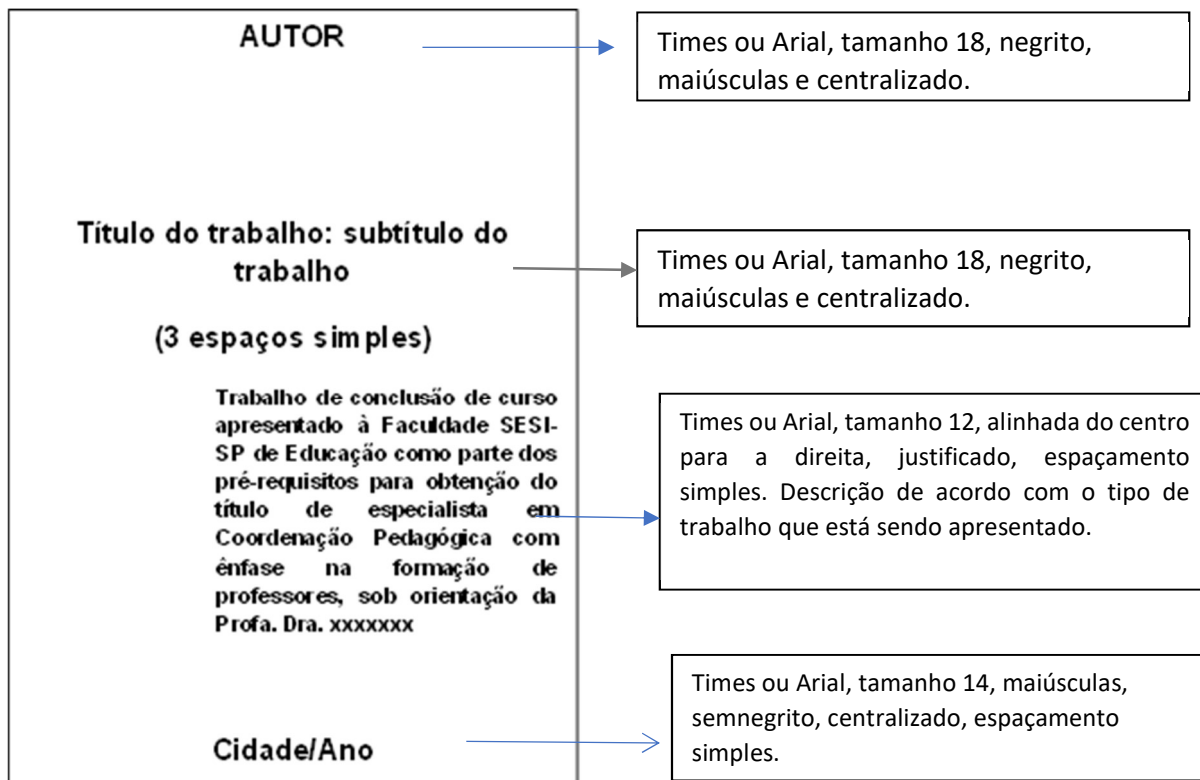 AUTOR
Times ou Arial, tamanho 18, negrito,
maiúsculas e centralizado.
Título do trabalho: subtítulo do
trabalho
Times ou Arial, tamanho 18, negrito,
maiúsculas e centralizado.
(3 espaços simples)
Trabalho de conclusão de curso
apresentado à Faculdade SESI-
SP de Educação como parte dos
pré-requisitos para obtenção do
título de especialista em
Coordenação Pedagógica com
ênfase na formação de
professores, sob orientação da
Profa. Dra. xxxxxxx
Times ou Arial, tamanho 12, alinhada do centro
para a direita, justificado, espaçamento
simples. Descrição de acordo com o tipo de
trabalho que está sendo apresentado.
Cidade/Ano
Times ou Arial, tamanho 14, maiúsculas,
semnegrito, centralizado, espaçamento
simples.